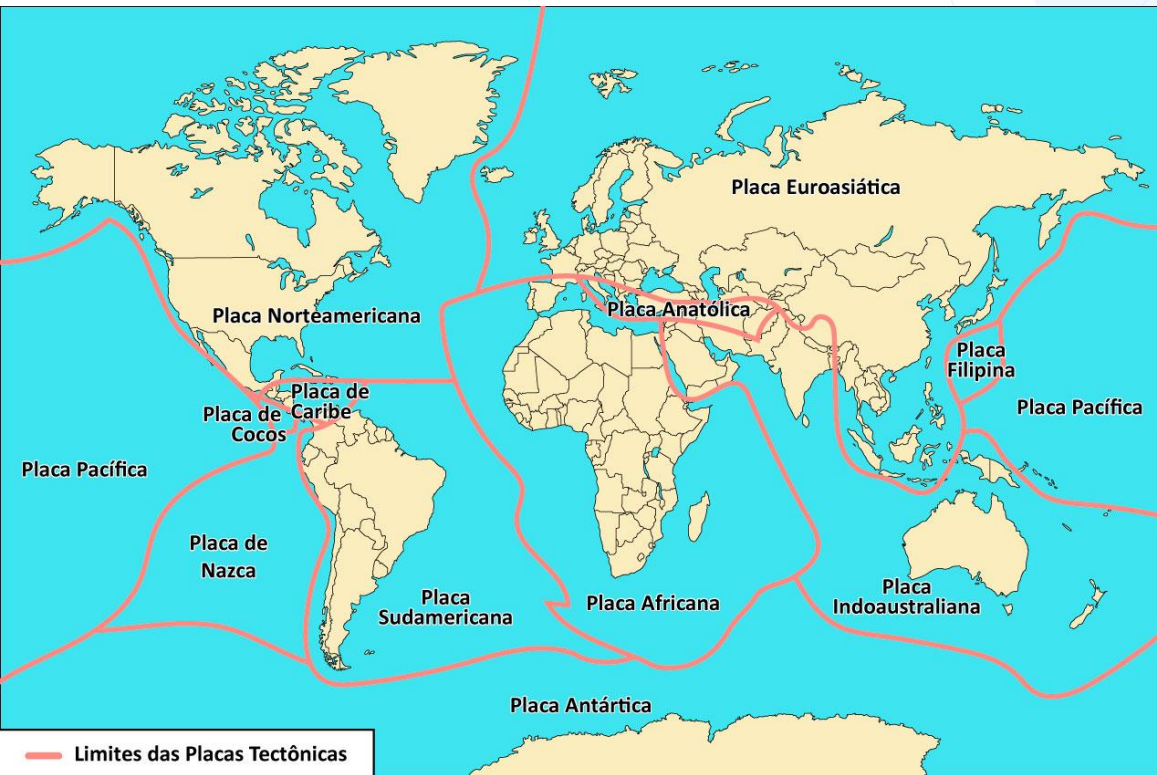 Placa Euroasiática
Placa Norteamericana
Placa Anatólica
Placa
Filipina
Placa de
Caribe
Placa de
Cocos
Placa Pacífica
Placa Pacífica
Placa de
Nazca
Placa
Sudamericana
Placa Africana
Placa
Indoaustraliana
Placa Antártica
Limites das Placas Tectônicas